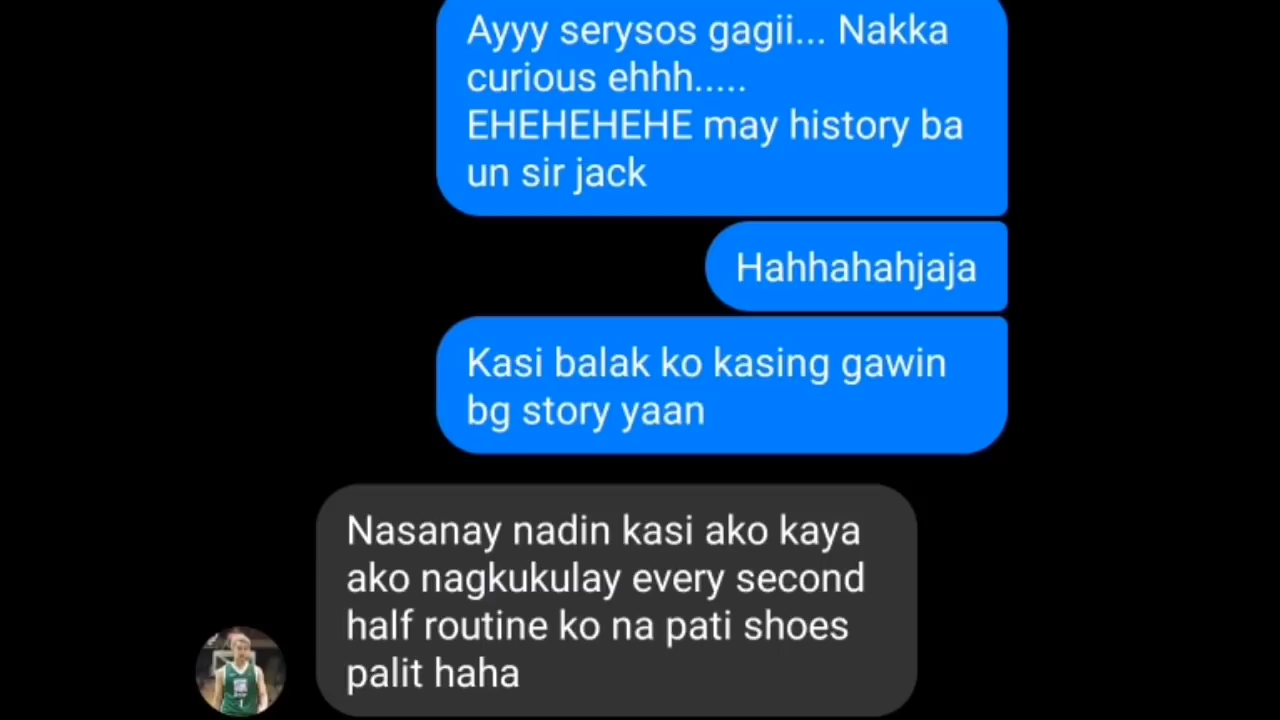 Ayyy serysos gagii... Nakka
curious ehhh.....
EHEHEHEHE may history ba
un sir jack
Hahhahahjaja
Kasi balak ko kasing gawin
bg story yaan
Nasanay nadin kasi ako kaya
ako nagkukulay every second
half routine ko na pati shoes
palit haha